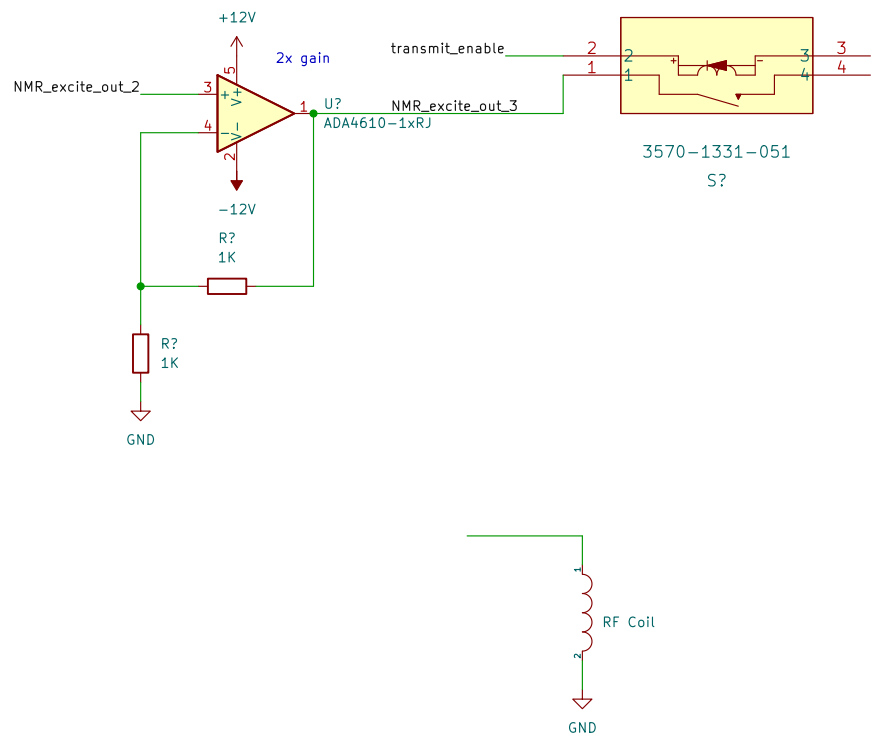 +12V
2x gain
NMR_excite_out_2
3
+
5
V+
4
-
V-
2
1
U?
ADA4610-1xRJ
-12V
NMR_excite_out_3
transmit_enable
2
1
2
1
+
-
3
4
3
4
3570-1331-051
S?
R?
1K
R?
1K
GND
1
RF Coil
2
GND